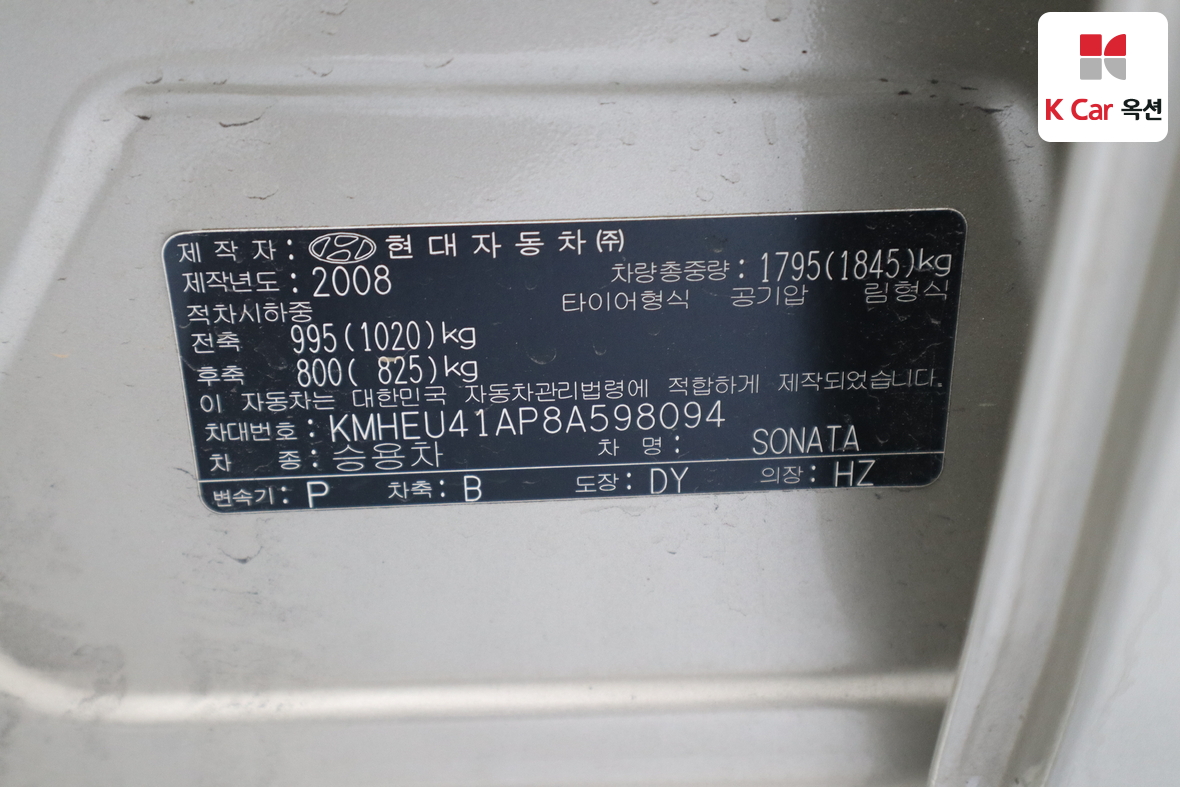 K Car 옥션
제 작 자 : 현 대 자 동 차 ㈜
제작년도 : 2008 차량총중량 : 1795(1845)kg
적차시하중 타이어형식 공기압 림형식
전축 995(1020)kg
후축 800( 825)kg
이 자동차는 대한민국 자동차관리법령에 적합하게 제작되었습니다.
차대번호 : KMHEU41AP8A598094
차 종 : 승용차 차 명 : SONATA
변속기 : P 차축 : B 도장 : DY 의장 : HZ